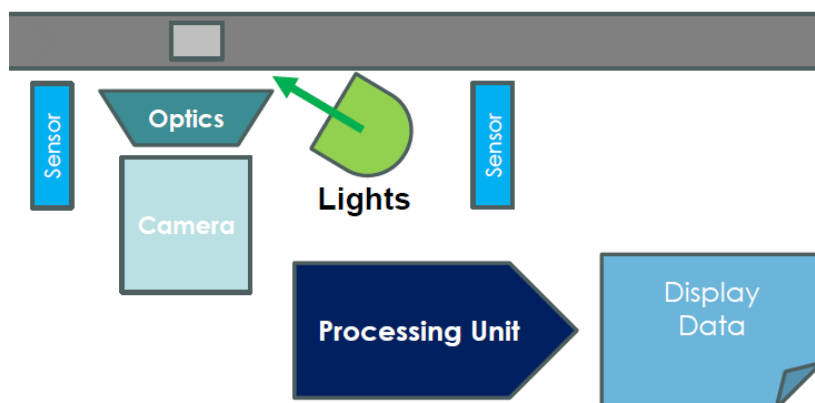 Sensor
Optics
Sensor
Lights
Camera
Processing Unit
Display
Data